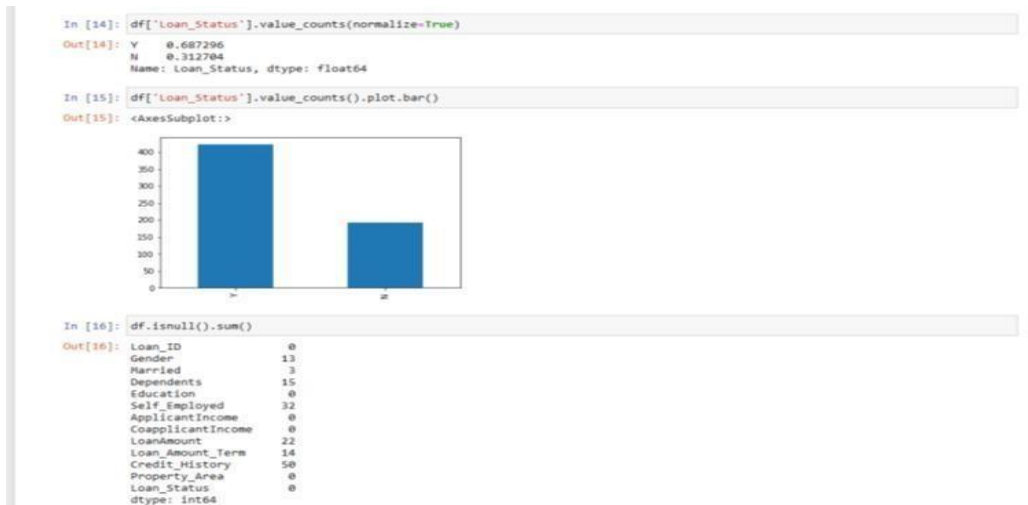 In [14]: df['Loan_Status'].value_counts(normalize=True)
Out[14]: Y    0.687296
N    0.312704
Name: Loan_Status, dtype: float64
In [15]: df['Loan_Status'].value_counts().plot.bar()
Out[15]: <AxesSubplot:>
400
350
300
250
200
150
100
50
0
Y
N
In [16]: df.isnull().sum()
Out[16]: Loan_ID    0
Gender    13
Married    3
Dependents    15
Education    0
Self_Employed    32
ApplicantIncome    0
CoapplicantIncome    0
LoanAmount    22
Loan_Amount_Term    14
Credit_History    50
Property_Area    0
Loan_Status    0
dtype: int64